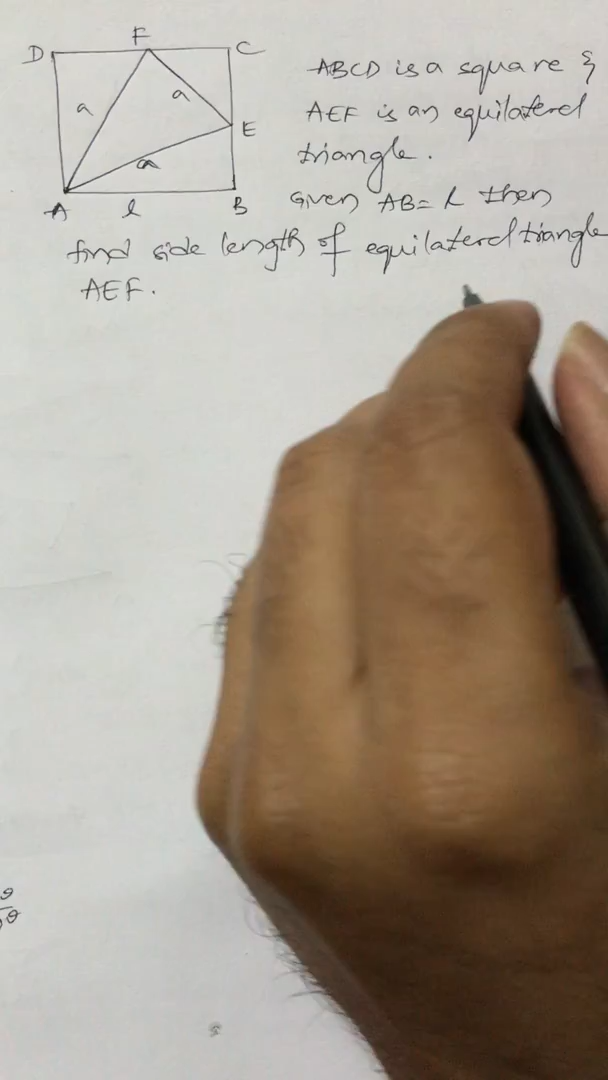 D F C
a a
E
a
A l B
ABCD is a square &
AEF is an equilateral
triangle.
Given AB = l then
find side length of equilateral triangle
AEF.
θ
θ